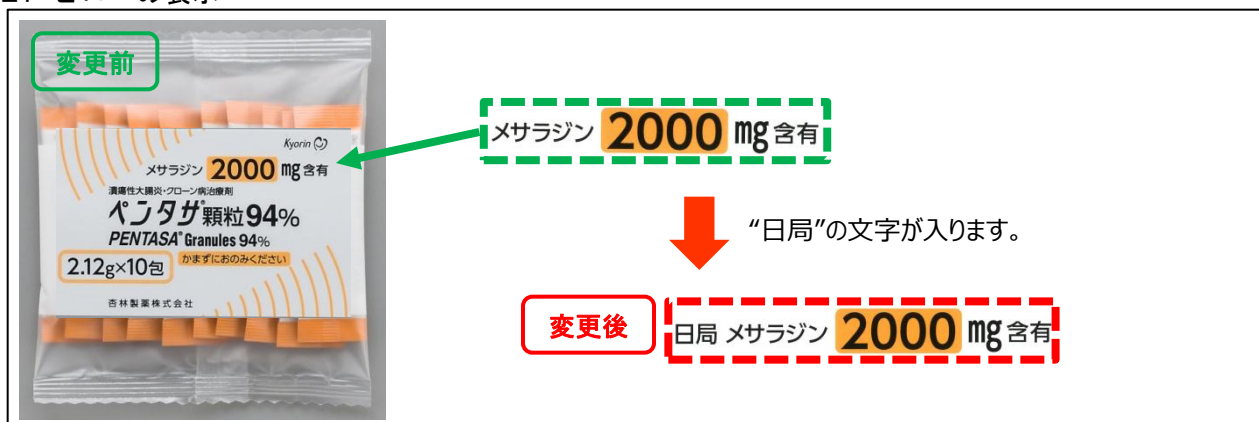 変更前
Kyorin
メサラジン 2000 mg 含有
潰瘍性大腸炎・クローン病治療剤
ペンタサ®顆粒94%
PENTASA® Granules 94%
2.12g×10包
かまずにおのみください
杏林製薬株式会社
メサラジン 2000 mg 含有
“日局”の文字が入ります。
変更後
日局 メサラジン 2000 mg 含有